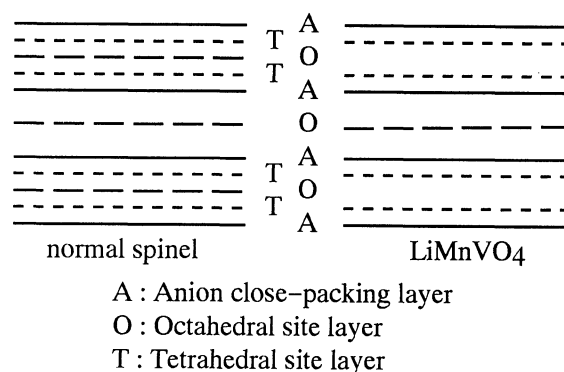 A
T
O
T
A
O
A
T
O
T
A
normal spinel
LiMnVO4
A : Anion close-packing layer
O : Octahedral site layer
T : Tetrahedral site layer